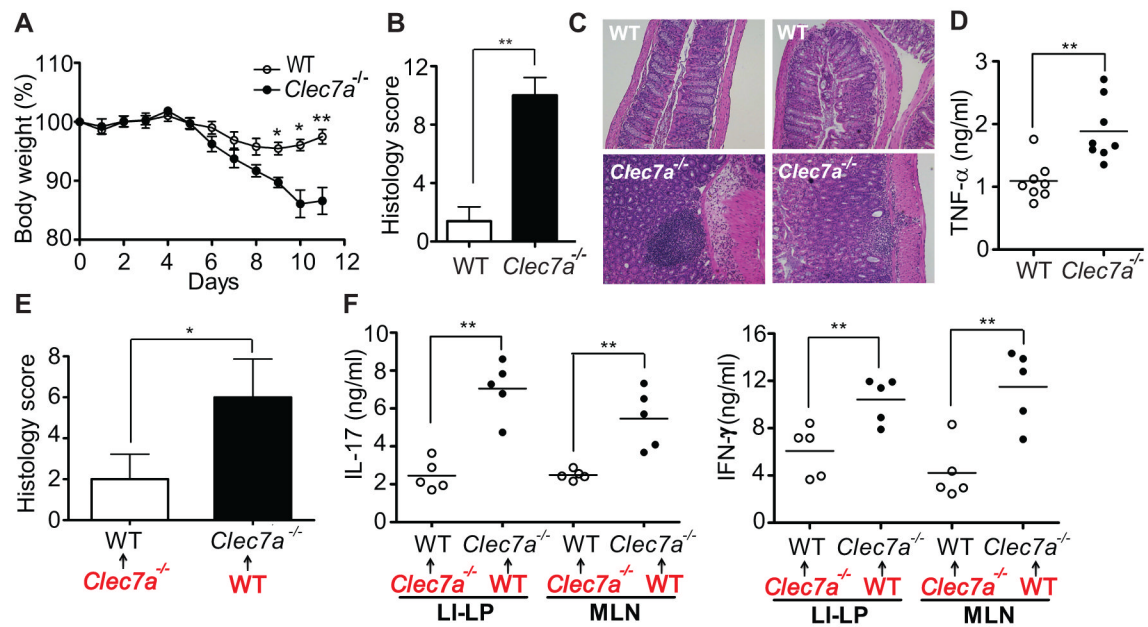 A
Body weight (%)
110
100
90
80
0 2 4 6 8 10 12
Days
WT
Clec7a-/-
* * **
B
Histology score
12
9
6
3
0
**
WT Clec7a-/-
C
WT WT
Clec7a-/- Clec7a-/-
D
TNF-α (ng/ml)
3
2
1
0
**
WT Clec7a-/-
E
Histology score
8
6
4
2
0
*
WT Clec7a-/-
Clec7a-/- WT
F
IL-17 (ng/ml)
10
8
6
4
2
0
** **
WT Clec7a-/- WT Clec7a-/-
Clec7a-/- WT Clec7a-/- WT
LI-LP MLN
IFN-γ(ng/ml)
16
12
8
4
0
** **
WT Clec7a-/- WT Clec7a-/-
Clec7a-/- WT Clec7a-/- WT
LI-LP MLN